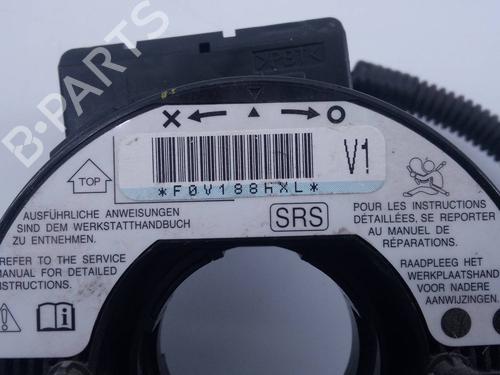 B-PARTS
>PBT<
TOP
V1
*F0V188HXL*
SRS
AUSFÜHRLICHE ANWEISUNGEN
SIND DEM WERKSTATTHANDBUCH
ZU ENTNEHMEN.
REFER TO THE SERVICE
MANUAL FOR DETAILED
INSTRUCTIONS.
POUR LES INSTRUCTIONS
DÉTAILLÉES, SE REPORTER
AU MANUEL DE
RÉPARATIONS.
RAADPLEEG HET
WERKPLAATSHAND
VOOR NADERE
AANWIJZINGEN.